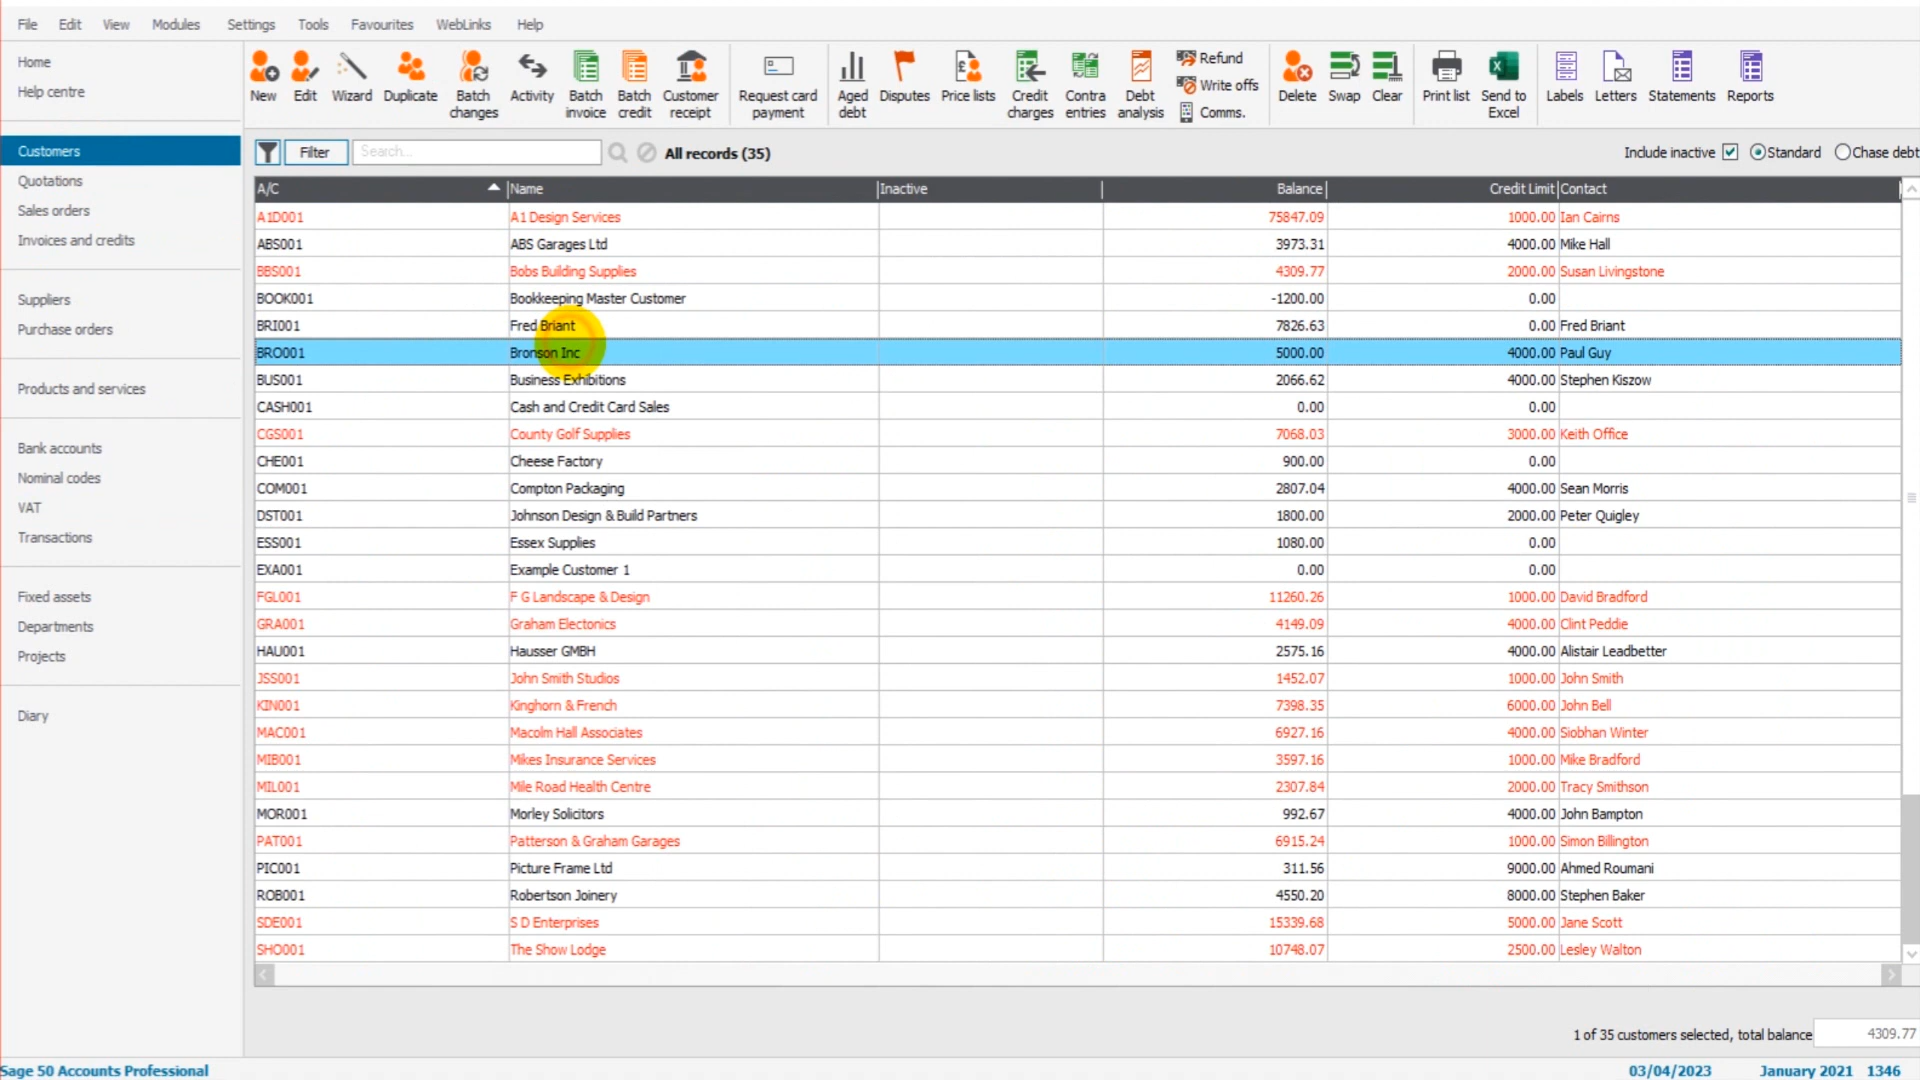 File Edit View Modules Settings Tools Favourites WebLinks Help
Home
Help centre
Customers
Quotations
Sales orders
Invoices and credits
Suppliers
Purchase orders
Products and services
Bank accounts
Nominal codes
VAT
Transactions
Fixed assets
Departments
Projects
Diary
New Edit Wizard Duplicate Batch changes Activity Batch invoice Batch credit Customer receipt Request card payment Aged debt Disputes Price lists Credit charges Contra entries Debt analysis Refund Write offs Comms. Delete Swap Clear Print list Send to Excel Labels Letters Statements Reports
Filter Search... All records (35) Include inactive Standard Chase debt
A/C Name Inactive Balance Credit Limit Contact
A1D001 A1 Design Services 75847.09 1000.00 Ian Cairns
ABS001 ABS Garages Ltd 3973.31 4000.00 Mike Hall
BBS001 Bobs Building Supplies 4309.77 2000.00 Susan Livingstone
BOOK001 Bookkeeping Master Customer -1200.00 0.00
BRI001 Fred Briant 7826.63 0.00 Fred Briant
BRO001 Bronson Inc 5000.00 4000.00 Paul Guy
BUS001 Business Exhibitions 2066.62 4000.00 Stephen Kiszow
CASH001 Cash and Credit Card Sales 0.00 0.00
CGS001 County Golf Supplies 7068.03 3000.00 Keith Office
CHE001 Cheese Factory 900.00 0.00
COM001 Compton Packaging 2807.04 4000.00 Sean Morris
DST001 Johnson Design & Build Partners 1800.00 2000.00 Peter Quigley
ESS001 Essex Supplies 1080.00 0.00
EXA001 Example Customer 1 0.00 0.00
FGL001 F G Landscape & Design 11260.26 1000.00 David Bradford
GRA001 Graham Electonics 4149.09 4000.00 Clint Peddie
HAU001 Hausser GMBH 2575.16 4000.00 Alistair Leadbetter
JSS001 John Smith Studios 1452.07 1000.00 John Smith
KIN001 Kinghorn & French 7398.35 6000.00 John Bell
MAC001 Macolm Hall Associates 6927.16 4000.00 Siobhan Winter
MIB001 Mikes Insurance Services 3597.16 1000.00 Mike Bradford
MIL001 Mile Road Health Centre 2307.84 2000.00 Tracy Smithson
MOR001 Morley Solicitors 992.67 4000.00 John Bampton
PAT001 Patterson & Graham Garages 6915.24 1000.00 Simon Billington
PIC001 Picture Frame Ltd 311.56 9000.00 Ahmed Roumani
ROB001 Robertson Joinery 4550.20 8000.00 Stephen Baker
SDE001 S D Enterprises 15339.68 5000.00 Jane Scott
SHO001 The Show Lodge 10748.07 2500.00 Lesley Walton
1 of 35 customers selected, total balance 4309.77
Sage 50 Accounts Professional 03/04/2023 January 2021 1346